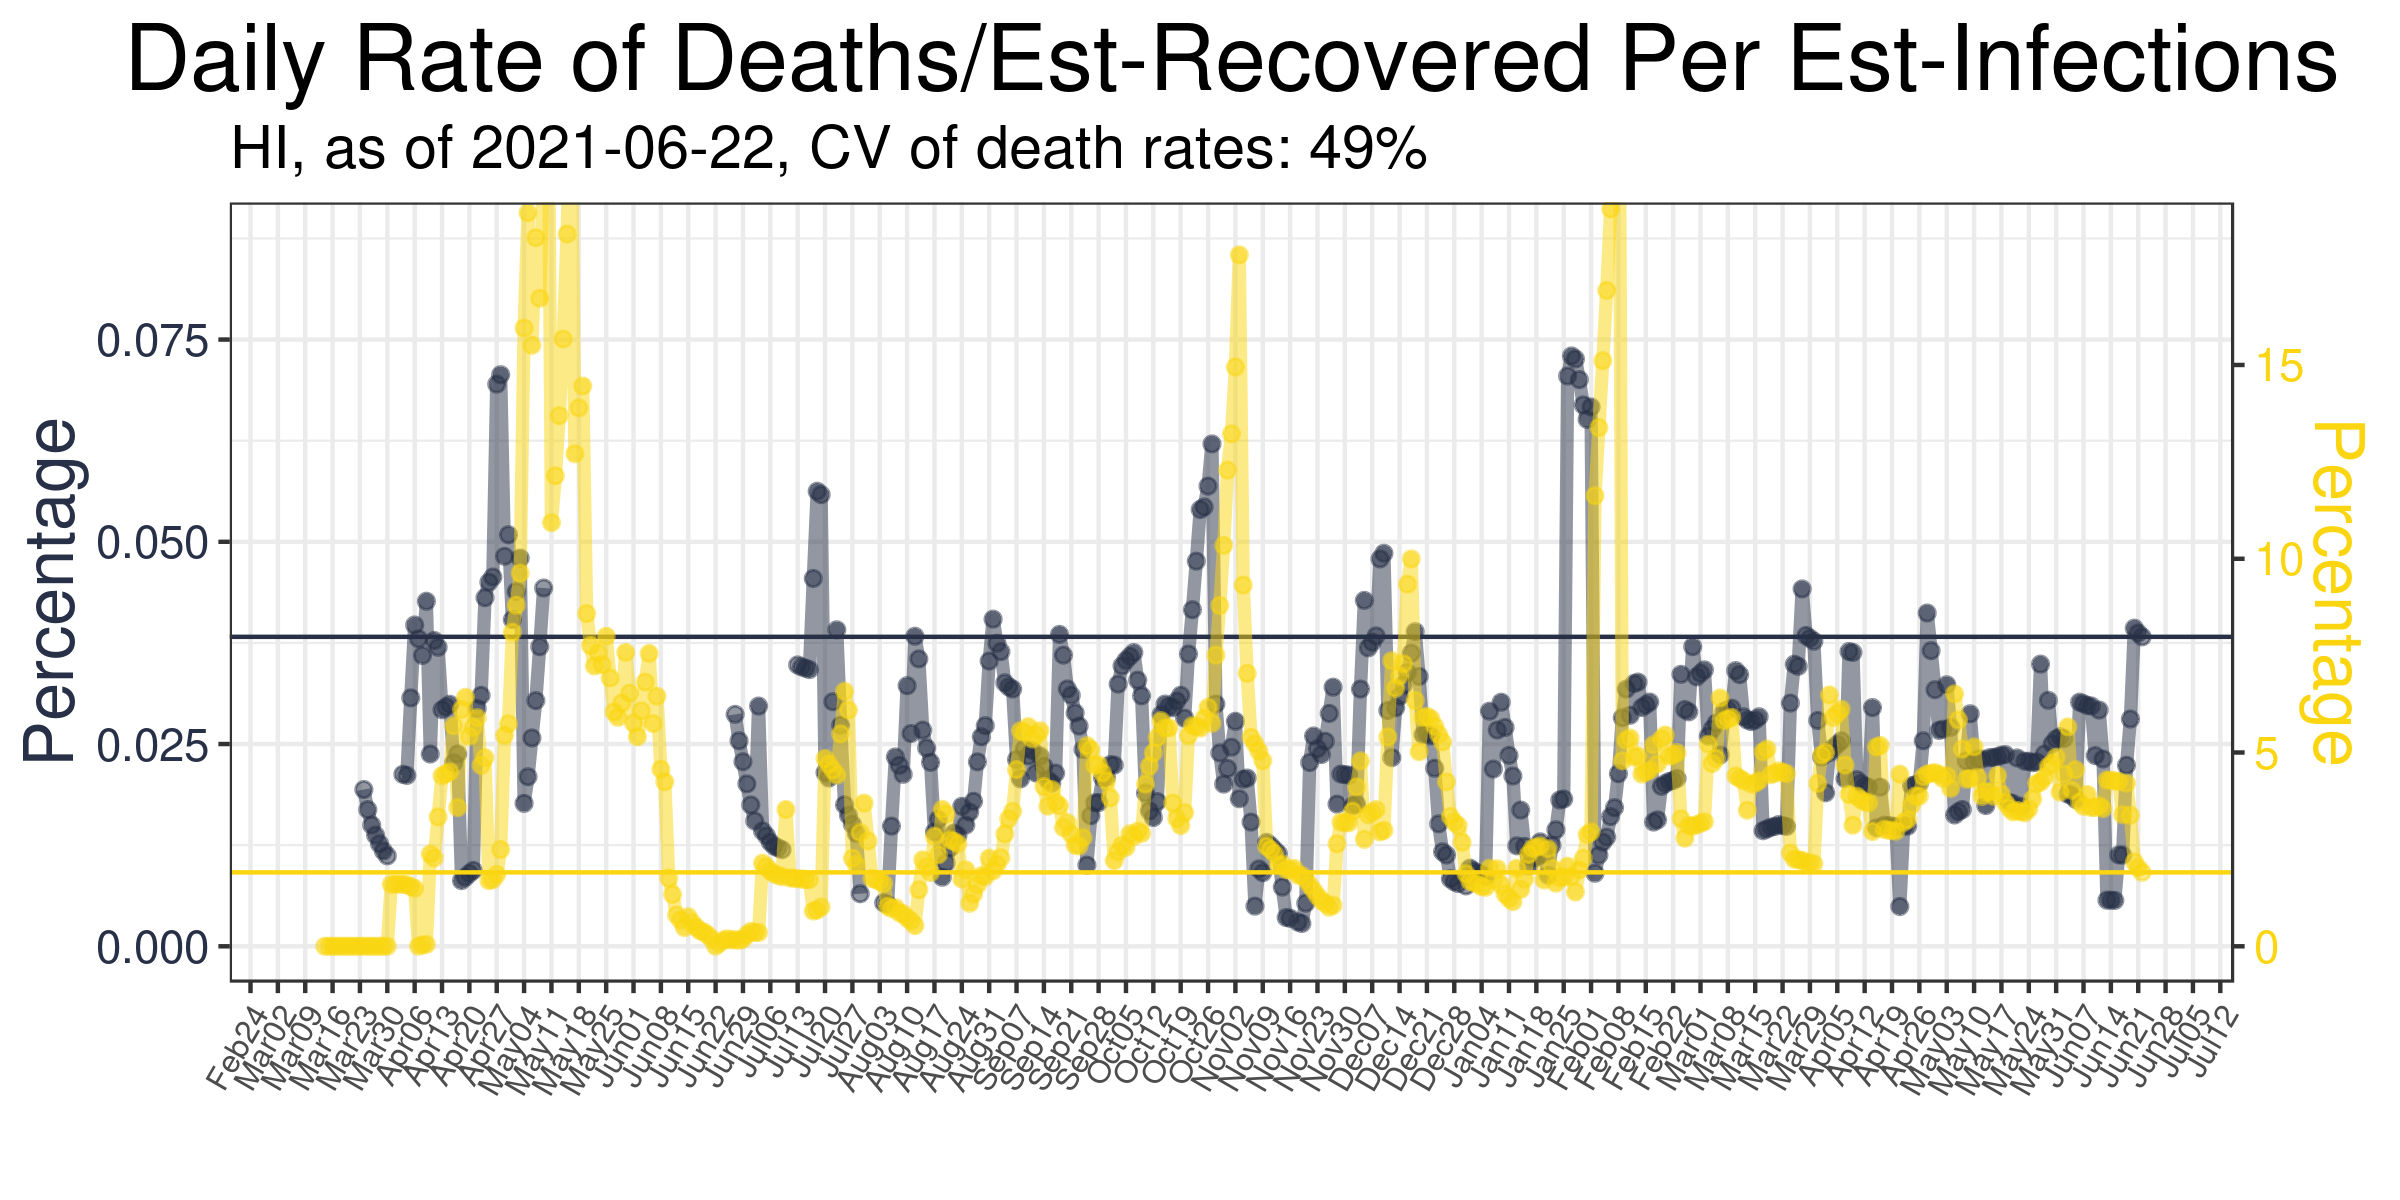 Daily Rate of Deaths/Est-Recovered Per Est-Infections
HI, as of 2021-06-22, CV of death rates: 49%
Percentage
0.075
0.050
0.025
0.000
15
10
5
0
Percentage
Feb24
Mar02
Mar09
Mar16
Mar23
Mar30
Apr06
Apr13
Apr20
Apr27
May04
May11
May18
May25
Jun01
Jun08
Jun15
Jun22
Jun29
Jul06
Jul13
Jul20
Jul27
Aug03
Aug10
Aug17
Aug24
Aug31
Sep07
Sep14
Sep21
Sep28
Oct05
Oct12
Oct19
Oct26
Nov02
Nov09
Nov16
Nov23
Nov30
Dec07
Dec14
Dec21
Dec28
Jan04
Jan11
Jan18
Jan25
Feb01
Feb08
Feb15
Feb22
Mar01
Mar08
Mar15
Mar22
Mar29
Apr05
Apr12
Apr19
Apr26
May03
May10
May17
May24
May31
Jun07
Jun14
Jun21
Jun28
Jul05
Jul12